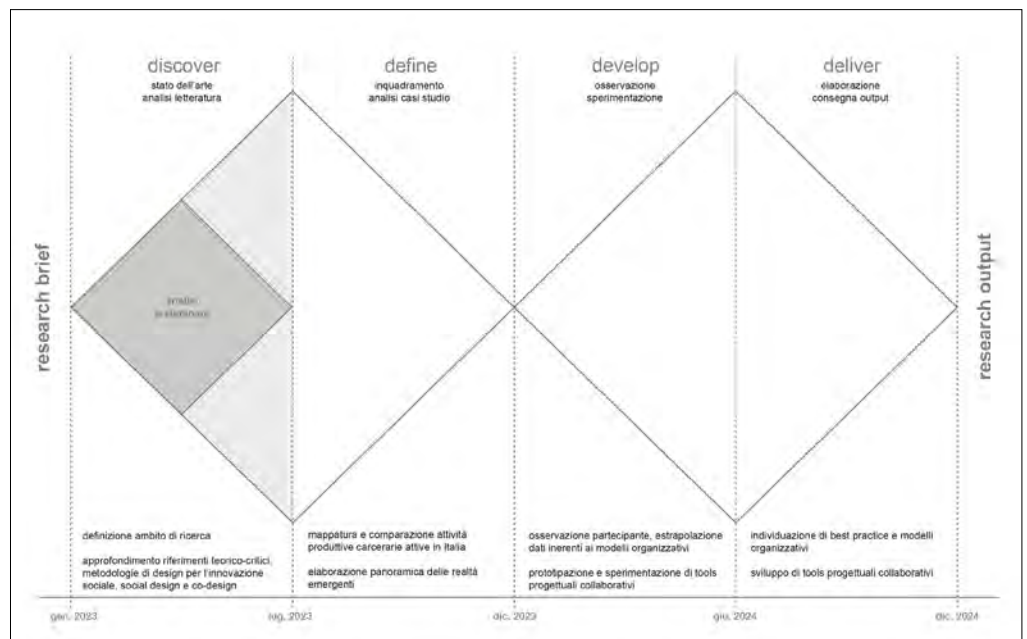 discover
stato dell'arte
analisi letteratura
define
inquadramento
analisi casi studio
develop
osservazione
sperimentazione
deliver
elaborazione
consegna output
research brief
analisi
research output
definizione ambito di ricerca
approfondimento riferimenti teorico-critici,
metodologie di design per l'innovazione
sociale, social design e co-design
mappatura e comparazione attività
produttive carcerarie attive in Italia
elaborazione panoramica delle realtà
emergenti
osservazione partecipante, estrapolazione
dati inerenti ai modelli organizzativi
prototipazione e sperimentazione di tools
progettuali collaborativi
individuazione di best practice e modelli
organizzativi
sviluppo di tools progettuali collaborativi
gen. 2023
lug. 2023
dic. 2023
giu. 2024
dic. 2024